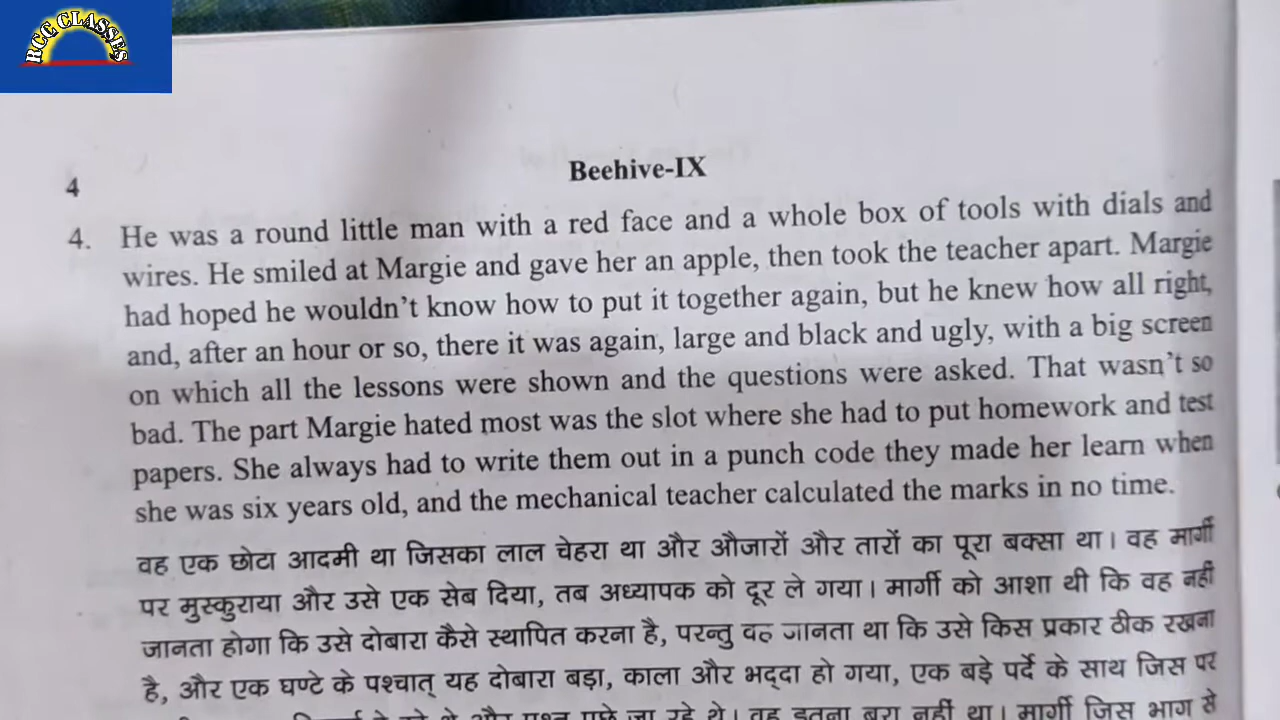 RCC CLASSES
Beehive-IX
4
4. He was a round little man with a red face and a whole box of tools with dials and
wires. He smiled at Margie and gave her an apple, then took the teacher apart. Margie
had hoped he wouldn't know how to put it together again, but he knew how all right,
and, after an hour or so, there it was again, large and black and ugly, with a big screen
on which all the lessons were shown and the questions were asked. That wasn't so
bad. The part Margie hated most was the slot where she had to put homework and test
papers. She always had to write them out in a punch code they made her learn when
she was six years old, and the mechanical teacher calculated the marks in no time.
वह एक छोटा आदमी था जिसका लाल चेहरा था और औजारों और तारों का पूरा बक्सा था। वह मार्गी
पर मुस्कुराया और उसे एक सेब दिया, तब अध्यापक को दूर ले गया। मार्गी को आशा थी कि वह नहीं
जानता होगा कि उसे दोबारा कैसे स्थापित करना है, परन्तु वह जानता था कि उसे किस प्रकार ठीक रखना
है, और एक घण्टे के पश्चात् यह दोबारा बड़ा, काला और भद्दा हो गया, एक बड़े पर्दे के साथ जिस पर
और प्रश्न पूछे जा रहे थे। वह इतना बुरा नहीं था। मार्गी जिस भाग से